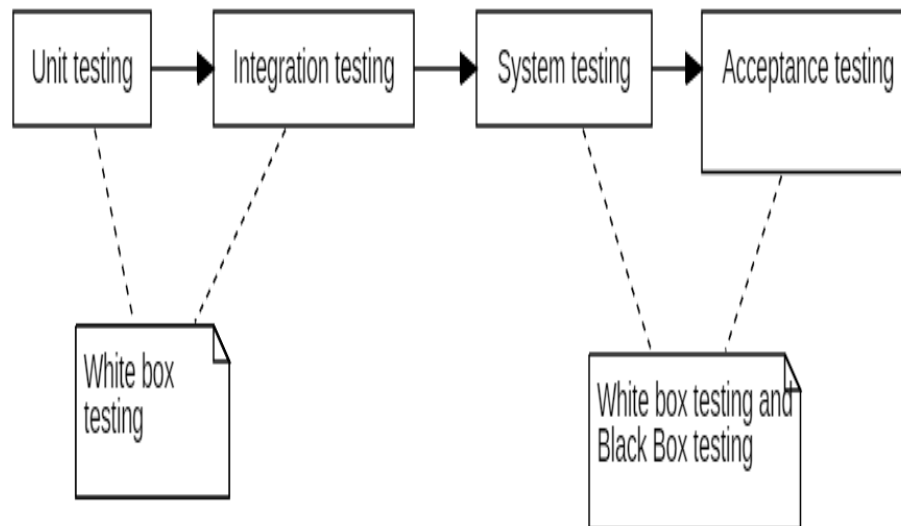 Unit testing
Integration testing
System testing
Acceptance testing
White box
testing
White box testing and
Black Box testing